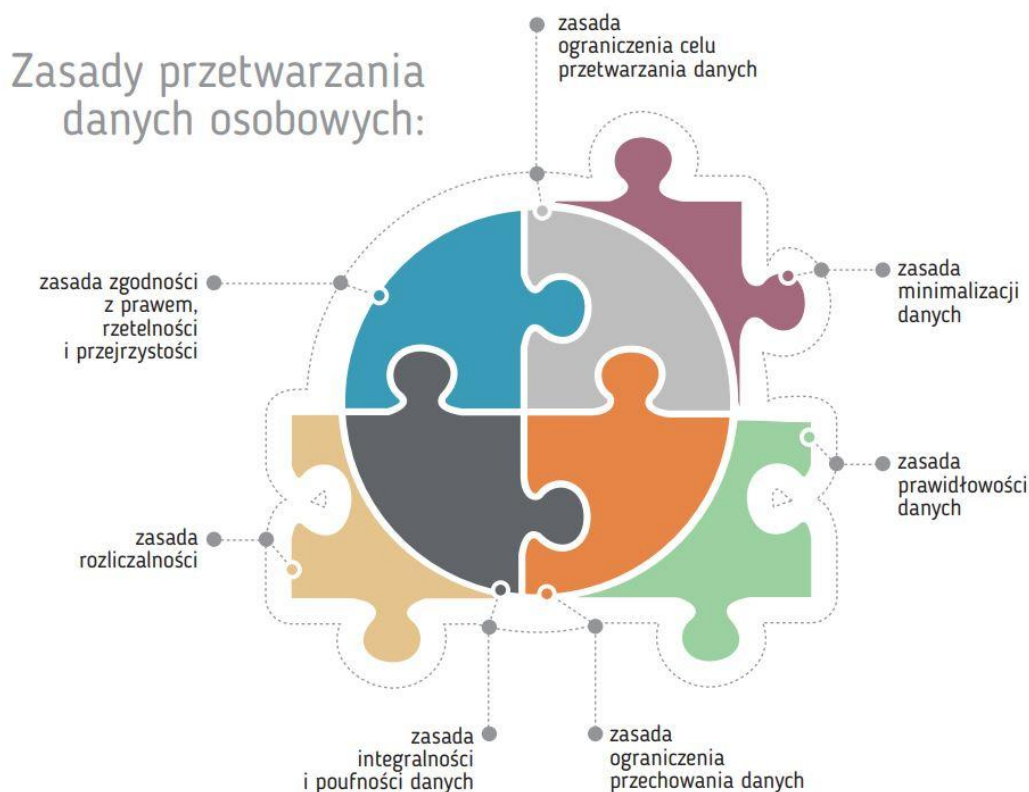 Zasady przetwarzania
danych osobowych:
zasada
ograniczenia celu
przetwarzania danych
zasada
minimalizacji
danych
zasada
prawidłowości
danych
zasada
ograniczenia
przechowania danych
zasada
integralności
i poufności danych
zasada
rozliczalności
zasada zgodności
z prawem,
rzetelności
i przejrzystości